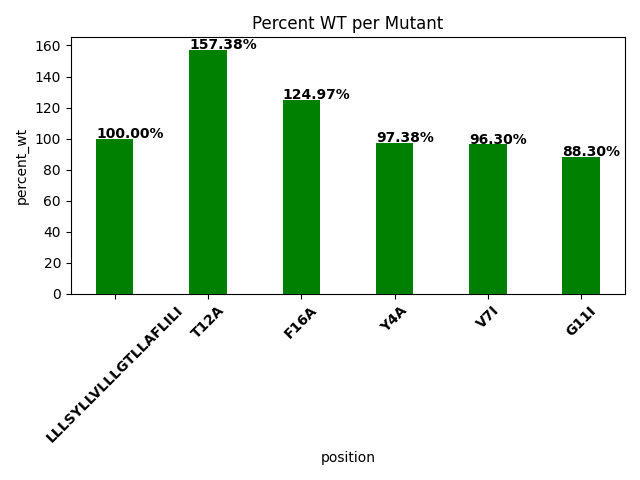 Percent WT per Mutant
percent_wt
160
140
120
100
80
60
40
20
0
100.00%
157.38%
124.97%
97.38%
96.30%
88.30%
LLLSYLLVLLLGTLLAFLILI
T12A
F16A
Y4A
V7I
G11I
position